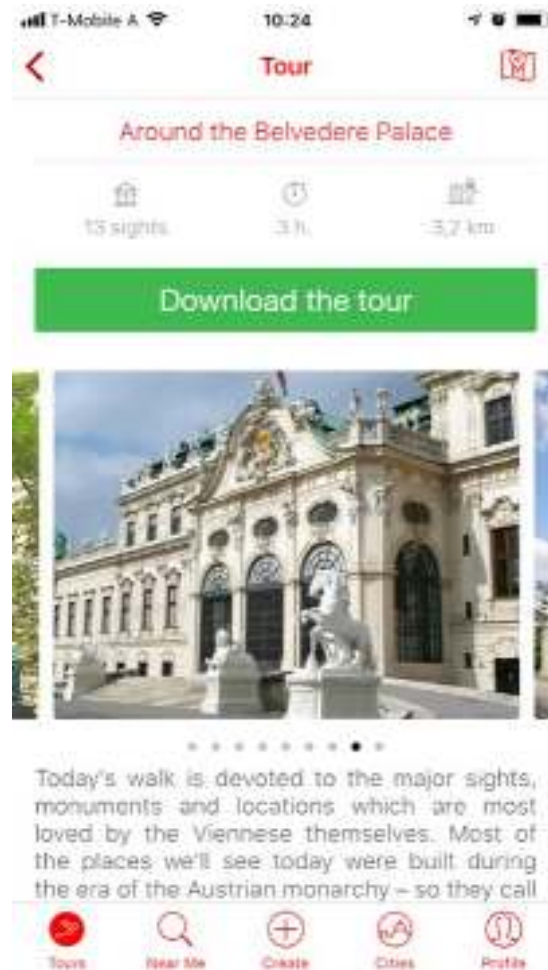 T-Mobile A 10:24
Tour
Around the Belvedere Palace
13 sights 3 h. 3,2 km
Download the tour
Today's walk is devoted to the major sights,
monuments and locations which are most
loved by the Viennese themselves. Most of
the places we'll see today were built during
the era of the Austrian monarchy – so they call
Tours Near Me Create Cities Profile